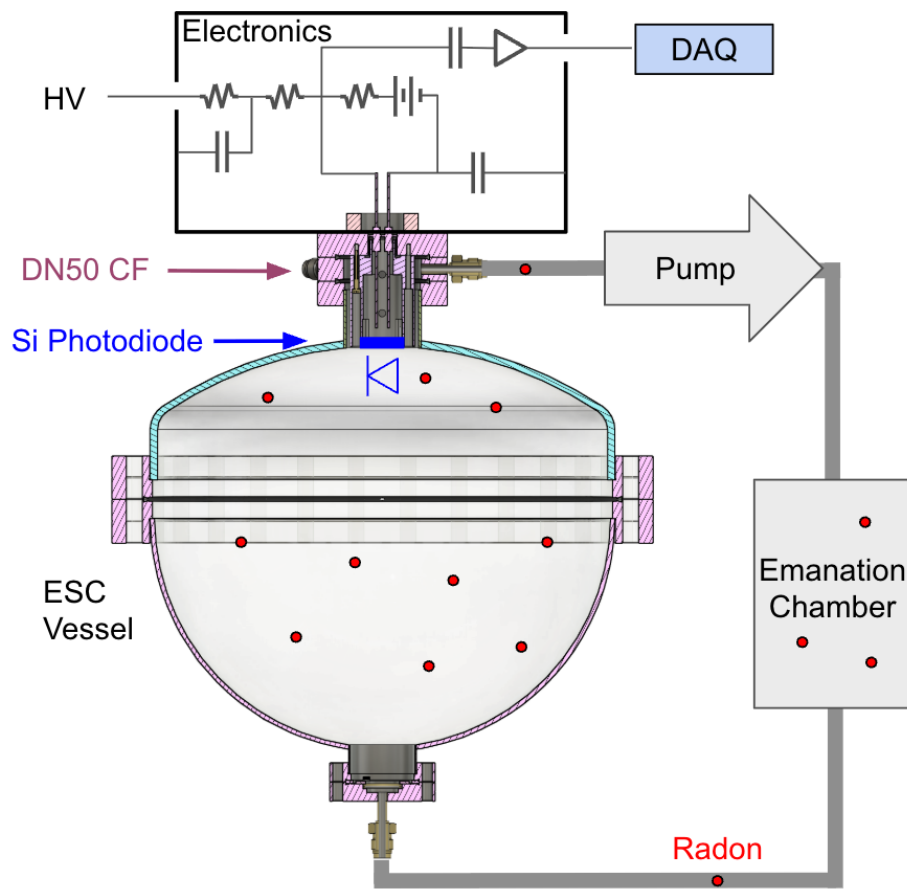 Electronics
DAQ
HV
DN50 CF
Pump
Si Photodiode
ESC
Vessel
Emanation
Chamber
Radon